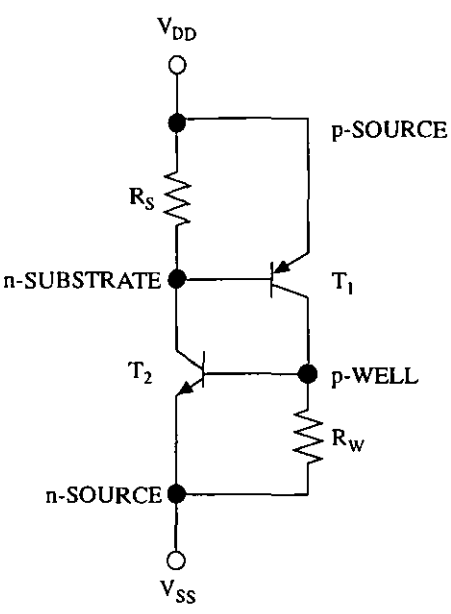 V_DD
p-SOURCE
R_S
n-SUBSTRATE
T_1
T_2
p-WELL
R_W
n-SOURCE
V_SS